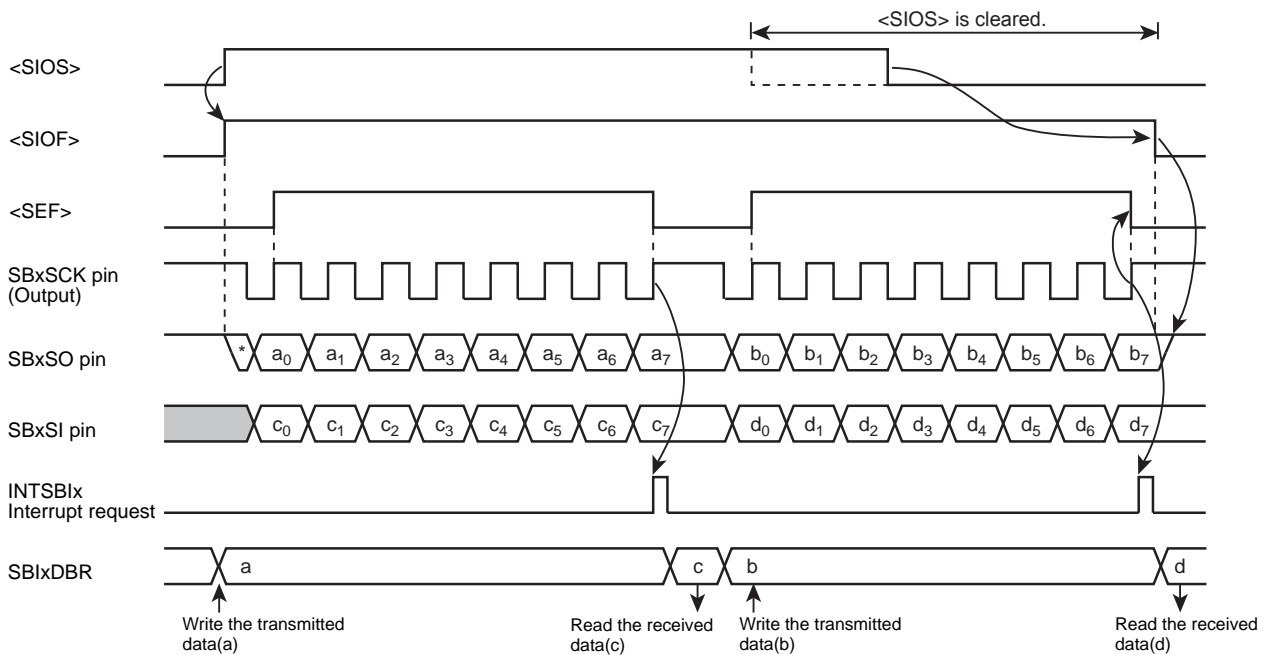 <SIOS> is cleared.
<SIOS>
<SIOF>
<SEF>
SBxSCK pin
(Output)
SBxSO pin
* a0 a1 a2 a3 a4 a5 a6 a7 b0 b1 b2 b3 b4 b5 b6 b7
SBxSI pin
c0 c1 c2 c3 c4 c5 c6 c7 d0 d1 d2 d3 d4 d5 d6 d7
INTSBIx
Interrupt request
SBIxDBR
a c b d
Write the transmitted
data(a)
Read the received
data(c)
Write the transmitted
data(b)
Read the received
data(d)